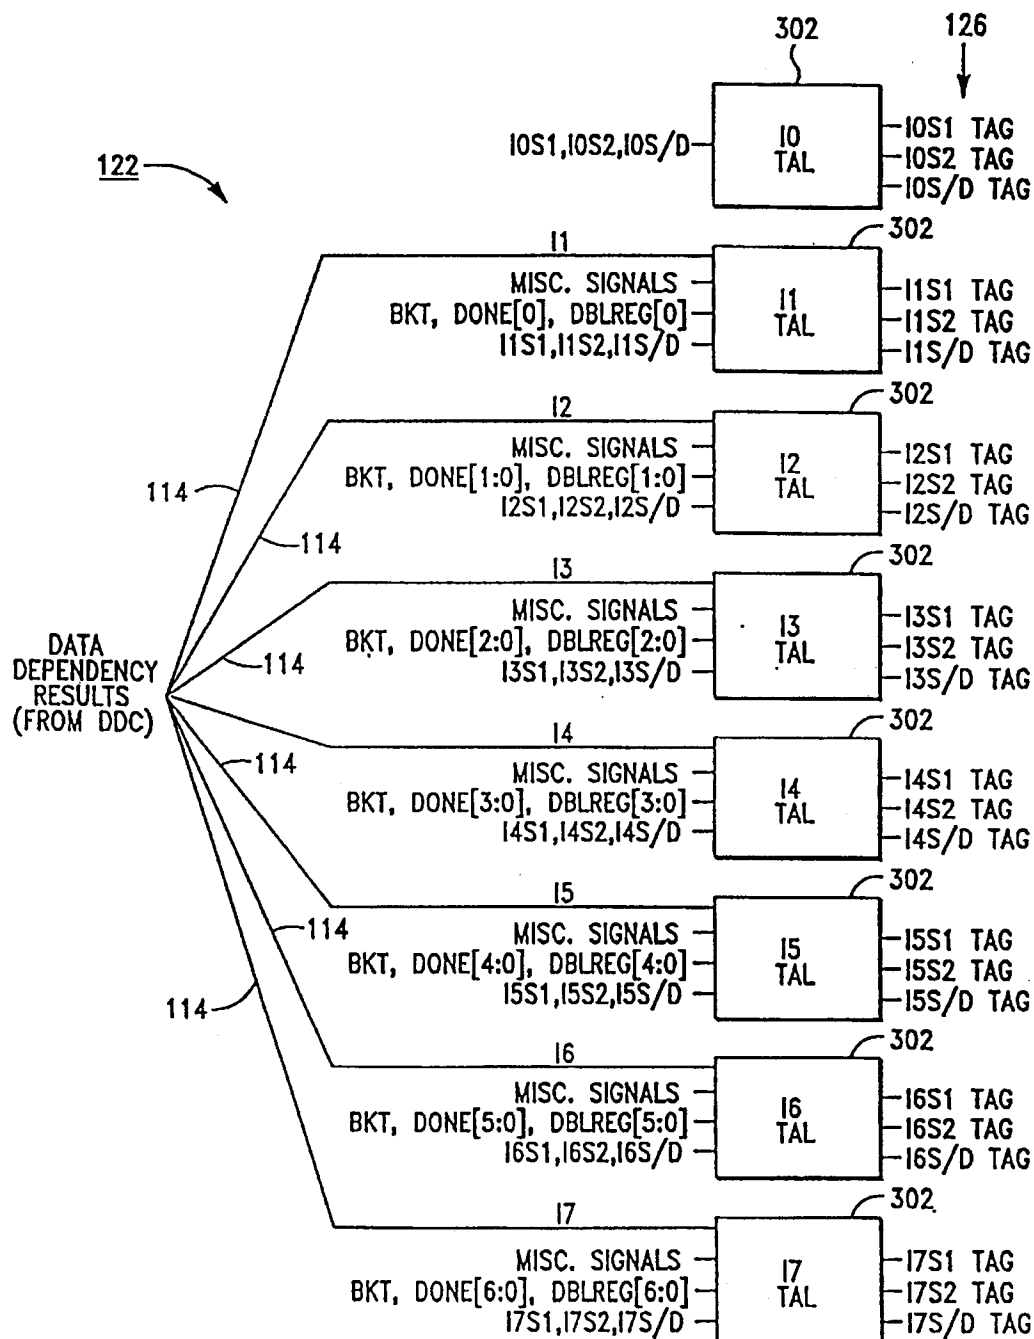 302
126
122
I0S1,I0S2,I0S/D
I0
TAL
I0S1 TAG
I0S2 TAG
I0S/D TAG
302
I1
MISC. SIGNALS
BKT, DONE[0], DBLREG[0]
I1S1,I1S2,I1S/D
I1
TAL
I1S1 TAG
I1S2 TAG
I1S/D TAG
302
I2
MISC. SIGNALS
BKT, DONE[1:0], DBLREG[1:0]
I2S1,I2S2,I2S/D
I2
TAL
I2S1 TAG
I2S2 TAG
I2S/D TAG
114
114
302
I3
MISC. SIGNALS
BKT, DONE[2:0], DBLREG[2:0]
I3S1,I3S2,I3S/D
I3
TAL
I3S1 TAG
I3S2 TAG
I3S/D TAG
114
DATA
DEPENDENCY
RESULTS
(FROM DDC)
302
I4
MISC. SIGNALS
BKT, DONE[3:0], DBLREG[3:0]
I4S1,I4S2,I4S/D
I4
TAL
I4S1 TAG
I4S2 TAG
I4S/D TAG
114
302
I5
MISC. SIGNALS
BKT, DONE[4:0], DBLREG[4:0]
I5S1,I5S2,I5S/D
I5
TAL
I5S1 TAG
I5S2 TAG
I5S/D TAG
114
114
302
I6
MISC. SIGNALS
BKT, DONE[5:0], DBLREG[5:0]
I6S1,I6S2,I6S/D
I6
TAL
I6S1 TAG
I6S2 TAG
I6S/D TAG
302
I7
MISC. SIGNALS
BKT, DONE[6:0], DBLREG[6:0]
I7S1,I7S2,I7S/D
I7
TAL
I7S1 TAG
I7S2 TAG
I7S/D TAG